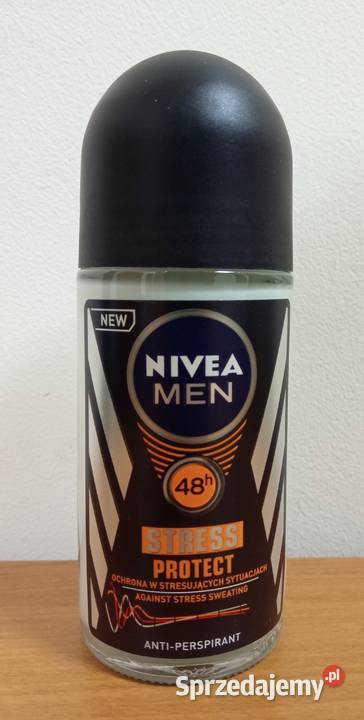 NEW
NIVEA
MEN
48h
STRESS
PROTECT
OCHRONA W STRESUJĄCYCH SYTUACJACH
AGAINST STRESS SWEATING
ANTI-PERSPIRANT
Sprzedajemy.pl